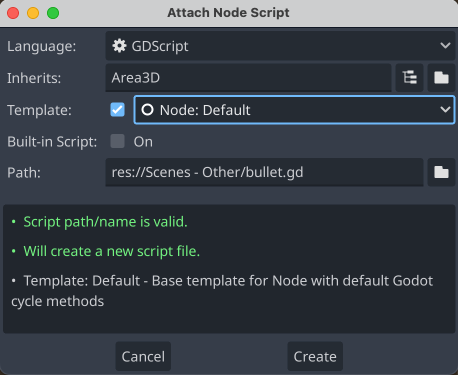 Attach Node Script
Language: GDScript
Inherits: Area3D
Template: Node: Default
Built-in Script: On
Path: res://Scenes - Other/bullet.gd
• Script path/name is valid.
• Will create a new script file.
• Template: Default - Base template for Node with default Godot
cycle methods
Cancel Create